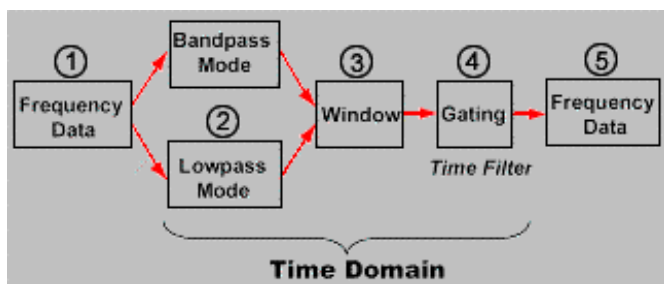 1
Frequency
Data
Bandpass
Mode
2
Lowpass
Mode
3
Window
4
Gating
Time Filter
5
Frequency
Data
Time Domain